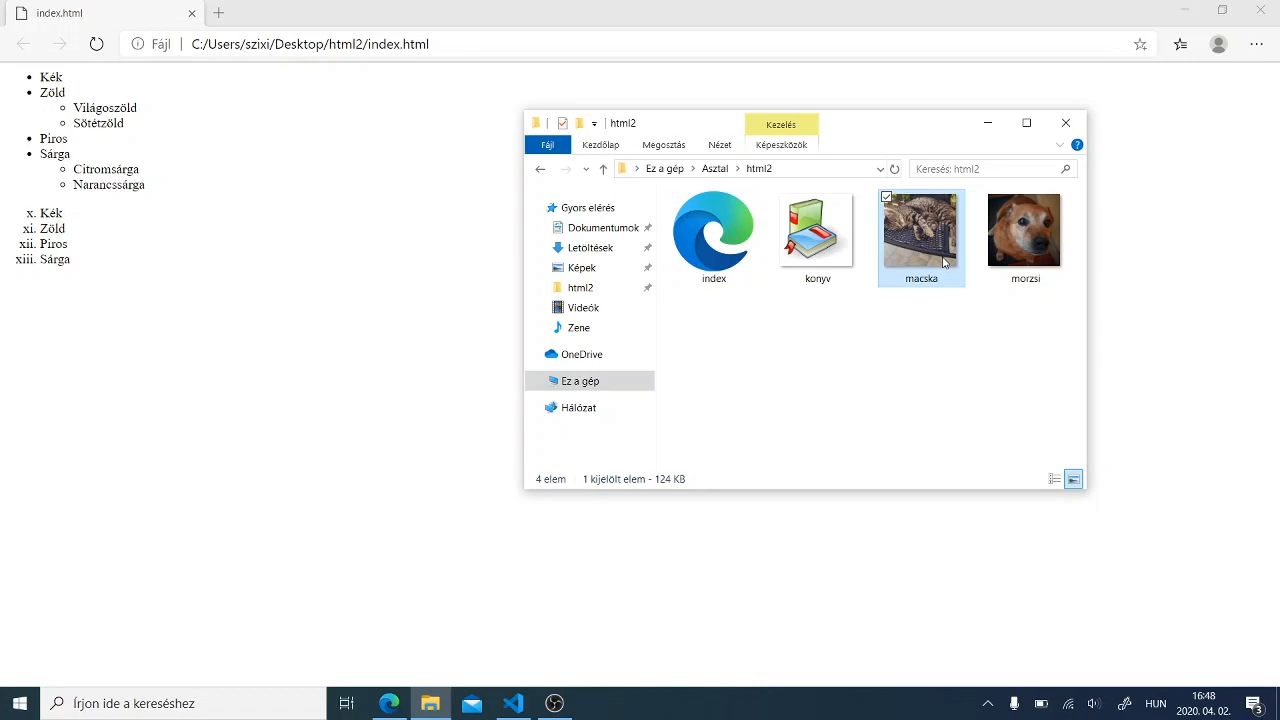 index.html
Fájl
C:/Users/szixi/Desktop/html2/index.html
Kék
Zöld
Világoszöld
Sötétzöld
Piros
Sárga
Citromsárga
Narancssárga
x. Kék
xi. Zöld
xii. Piros
xiii. Sárga
html2
Kezelés
Fájl
Kezdőlap
Megosztás
Nézet
Képeszközök
Ez a gép
Asztal
html2
Keresés: html2
Gyors elérés
Dokumentumok
Letöltések
Képek
html2
Videók
Zene
OneDrive
Ez a gép
Hálózat
index
konyv
macska
morzsi
4 elem
1 kijelölt elem - 124 KB
Írjon ide a kereséshez
HUN
16:48
2020. 04. 02.
3